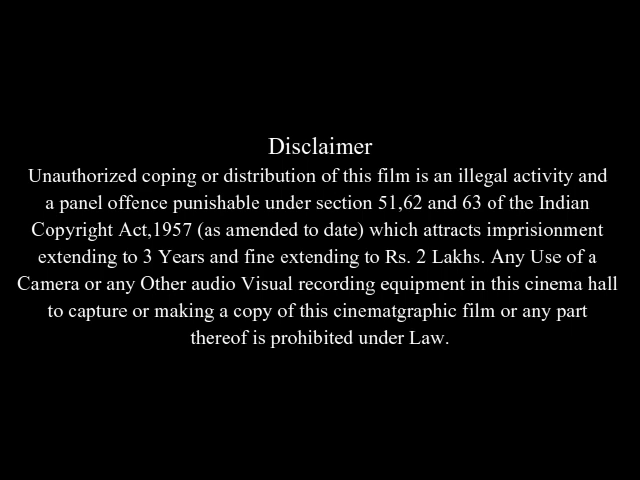 Disclaimer
Unauthorized coping or distribution of this film is an illegal activity and
a panel offence punishable under section 51,62 and 63 of the Indian
Copyright Act,1957 (as amended to date) which attracts imprisionment
extending to 3 Years and fine extending to Rs. 2 Lakhs. Any Use of a
Camera or any Other audio Visual recording equipment in this cinema hall
to capture or making a copy of this cinematgraphic film or any part
thereof is prohibited under Law.